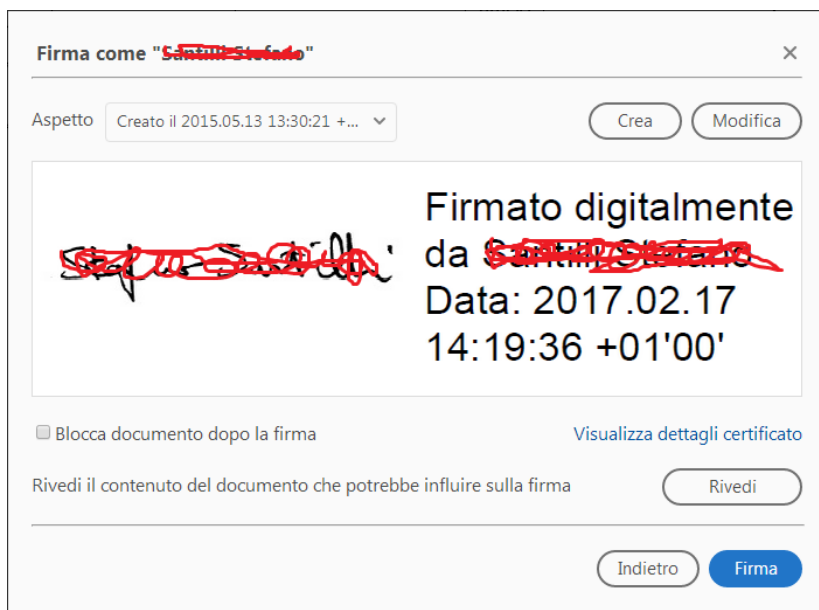 Firma come "
Aspetto Creato il 2015.05.13 13:30:21 +... Crea Modifica
Firmato digitalmente
da
Data: 2017.02.17
14:19:36 +01'00'
Blocca documento dopo la firma Visualizza dettagli certificato
Rivedi il contenuto del documento che potrebbe influire sulla firma Rivedi
Indietro Firma